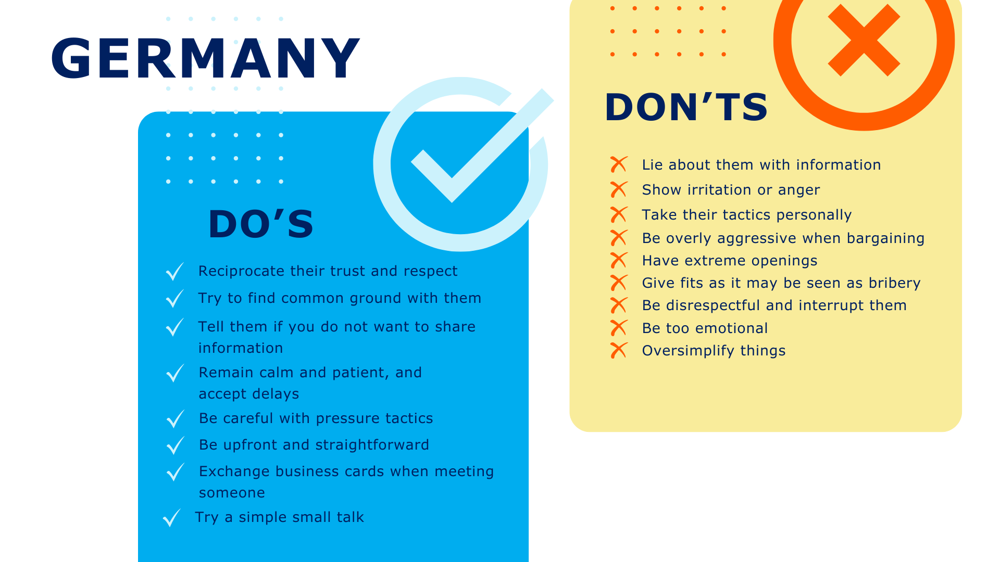 GERMANY
DO’S
Reciprocate their trust and respect
Try to find common ground with them
Tell them if you do not want to share
information
Remain calm and patient, and
accept delays
Be careful with pressure tactics
Be upfront and straightforward
Exchange business cards when meeting
someone
Try a simple small talk
DON’TS
Lie about them with information
Show irritation or anger
Take their tactics personally
Be overly aggressive when bargaining
Have extreme openings
Give fits as it may be seen as bribery
Be disrespectful and interrupt them
Be too emotional
Oversimplify things